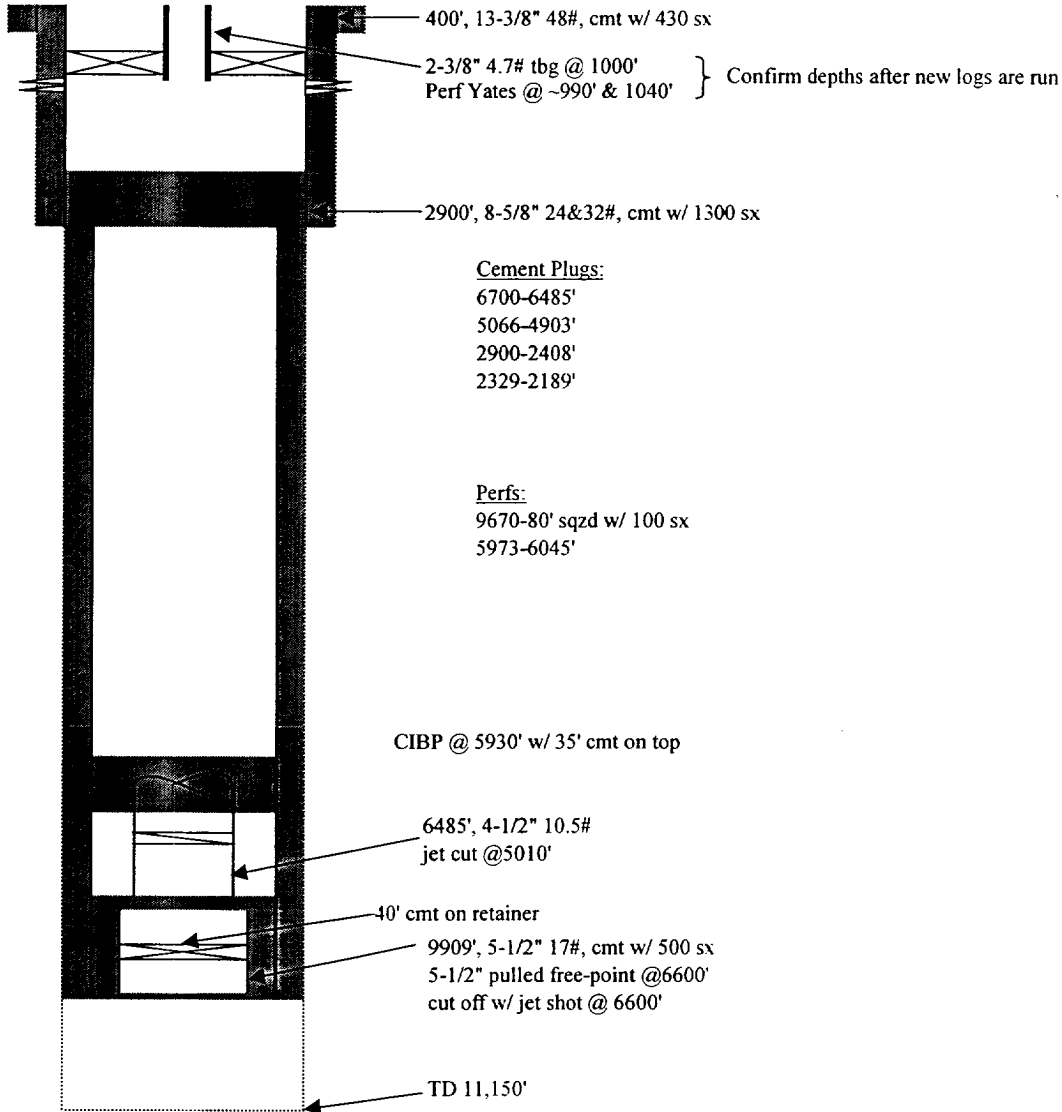 400', 13-3/8" 48#, cmt w/ 430 sx
2-3/8" 4.7# tbg @ 1000'
Perf Yates @ ~990' & 1040'
Confirm depths after new logs are run
2900', 8-5/8" 24&32#, cmt w/ 1300 sx
Cement Plugs:
6700-6485'
5066-4903'
2900-2408'
2329-2189'
Perfs:
9670-80' sqzd w/ 100 sx
5973-6045'
CIBP @ 5930' w/ 35' cmt on top
6485', 4-1/2" 10.5#
jet cut @5010'
40' cmt on retainer
9909', 5-1/2" 17#, cmt w/ 500 sx
5-1/2" pulled free-point @6600'
cut off w/ jet shot @ 6600'
TD 11,150'